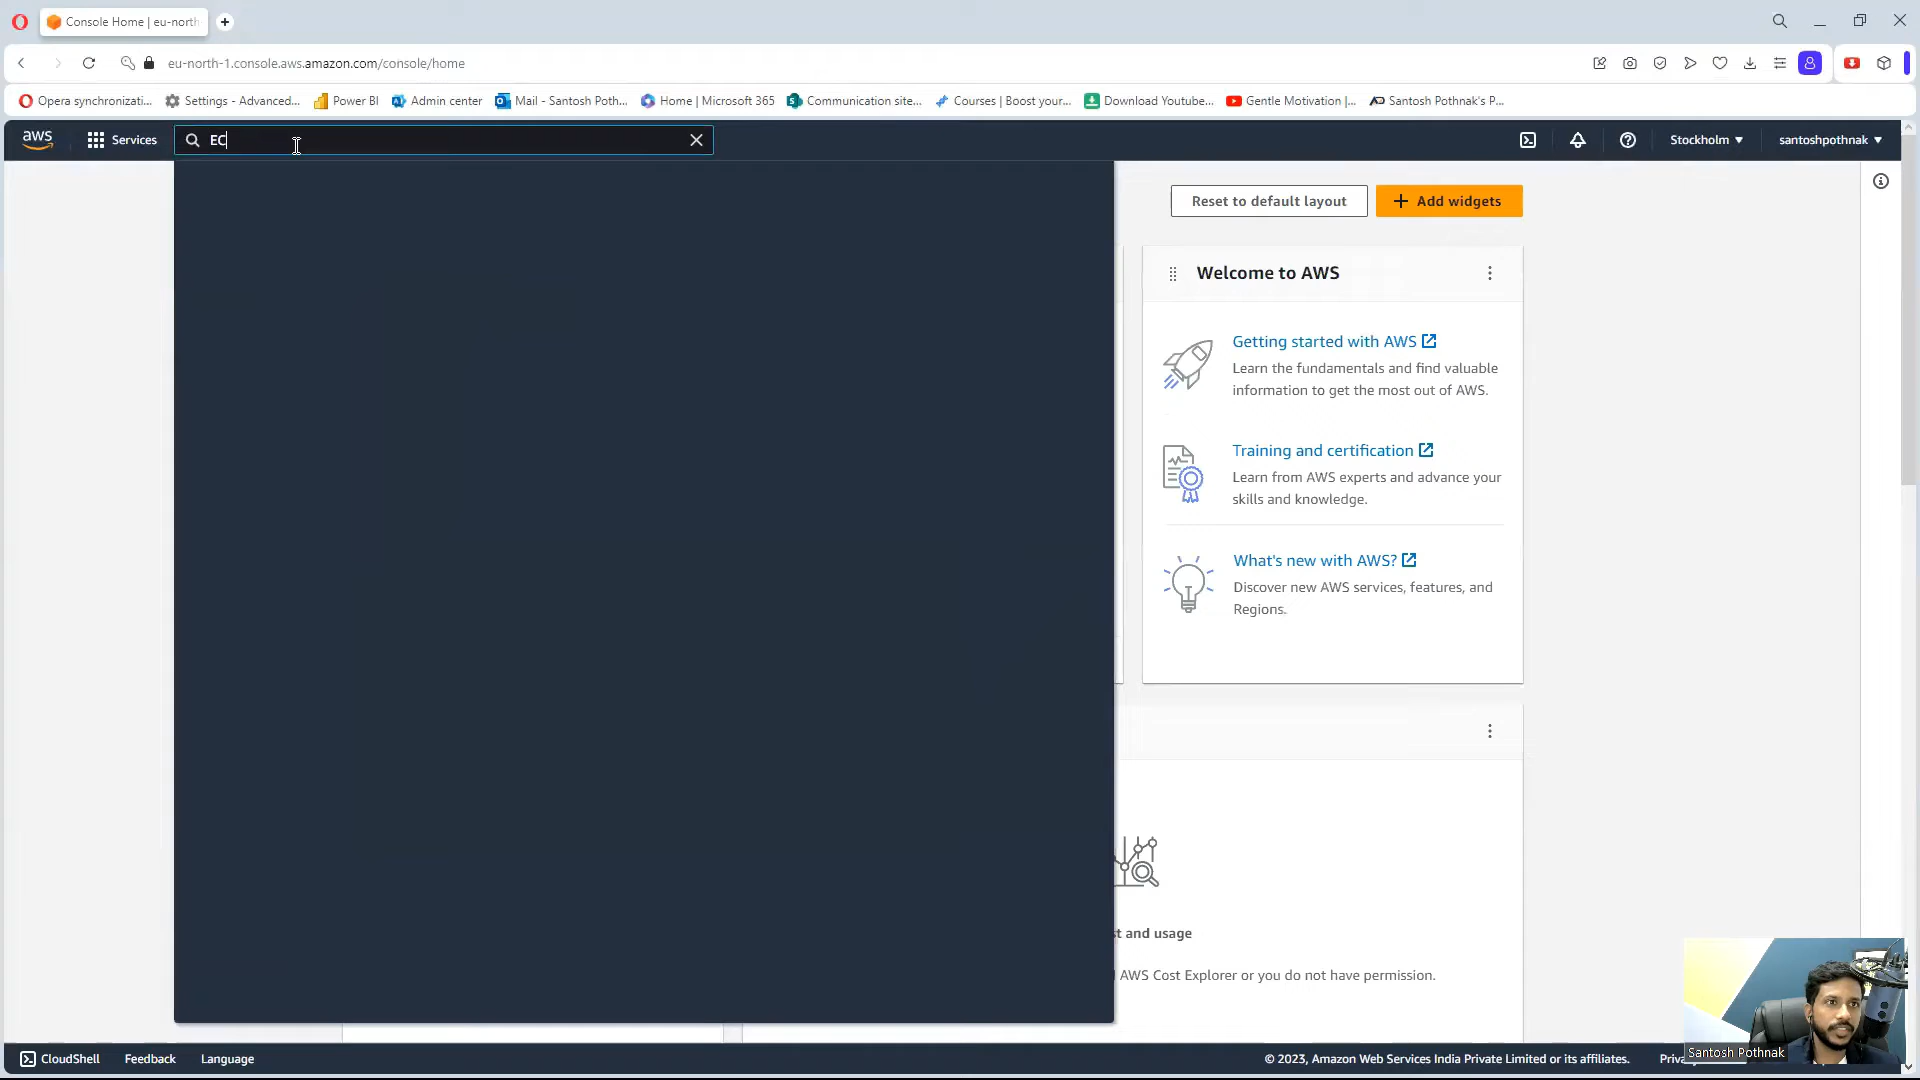 Console Home | eu-north
eu-north-1.console.aws.amazon.com/console/home
Opera synchronizati...
Settings - Advanced...
Power BI
Admin center
Mail - Santosh Poth...
Home | Microsoft 365
Communication site...
Courses | Boost your...
Download Youtube...
Gentle Motivation |...
Santosh Pothnak's P...
aws
Services
EC
Stockholm
santoshpothnak
Reset to default layout
+ Add widgets
Welcome to AWS
Getting started with AWS
Learn the fundamentals and find valuable
information to get the most out of AWS.
Training and certification
Learn from AWS experts and advance your
skills and knowledge.
What's new with AWS?
Discover new AWS services, features, and
Regions.
st and usage
AWS Cost Explorer or you do not have permission.
CloudShell
Feedback
Language
© 2023, Amazon Web Services India Private Limited or its affiliates.
Priva
Santosh Pothnak